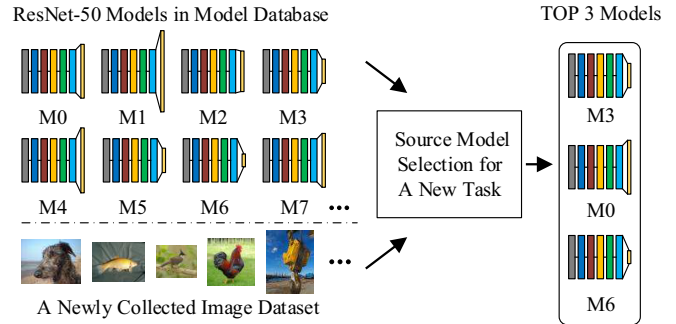 ResNet-50 Models in Model Database
TOP 3 Models
M0 M1 M2 M3
M4 M5 M6 M7 ...
Source Model
Selection for
A New Task
M3
M0
M6
...
A Newly Collected Image Dataset